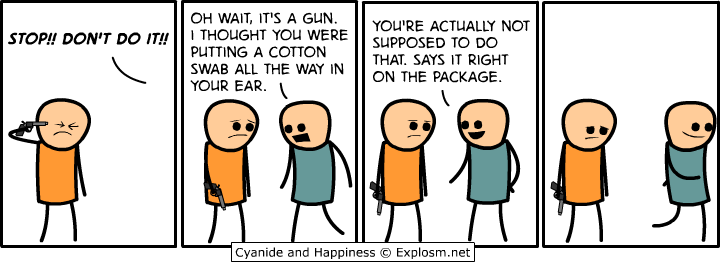 STOP!! DON'T DO IT!!
OH WAIT, IT'S A GUN.
I THOUGHT YOU WERE
PUTTING A COTTON
SWAB ALL THE WAY IN
YOUR EAR.
YOU'RE ACTUALLY NOT
SUPPOSED TO DO
THAT. SAYS IT RIGHT
ON THE PACKAGE.
Cyanide and Happiness © Explosm.net